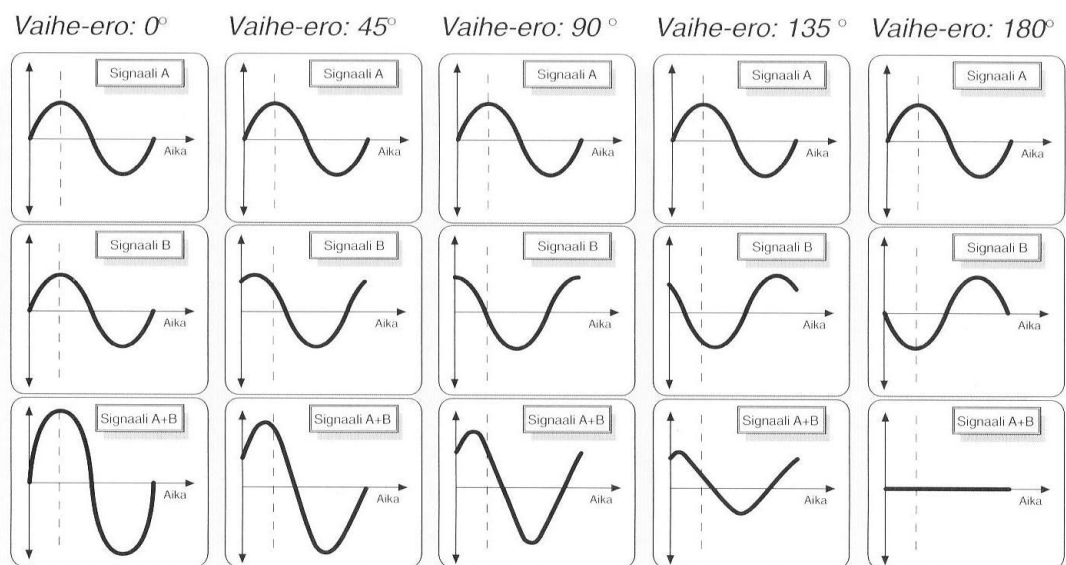 Vaihe-ero: 0°
Vaihe-ero: 45°
Vaihe-ero: 90 °
Vaihe-ero: 135 °
Vaihe-ero: 180°
Signaali A
Aika
Signaali A
Aika
Signaali A
Aika
Signaali A
Aika
Signaali A
Aika
Signaali B
Aika
Signaali B
Aika
Signaali B
Aika
Signaali B
Aika
Signaali B
Aika
Signaali A+B
Aika
Signaali A+B
Aika
Signaali A+B
Aika
Signaali A+B
Aika
Signaali A+B
Aika